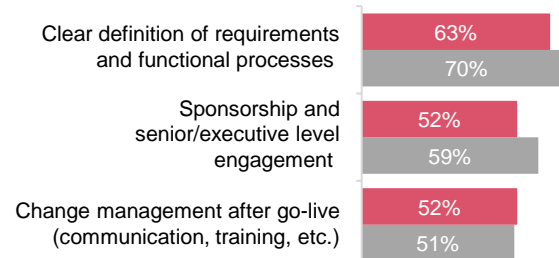 Clear definition of requirements
and functional processes
63%
70%
Sponsorship and
senior/executive level
engagement
52%
59%
Change management after go-live
(communication, training, etc.)
52%
51%